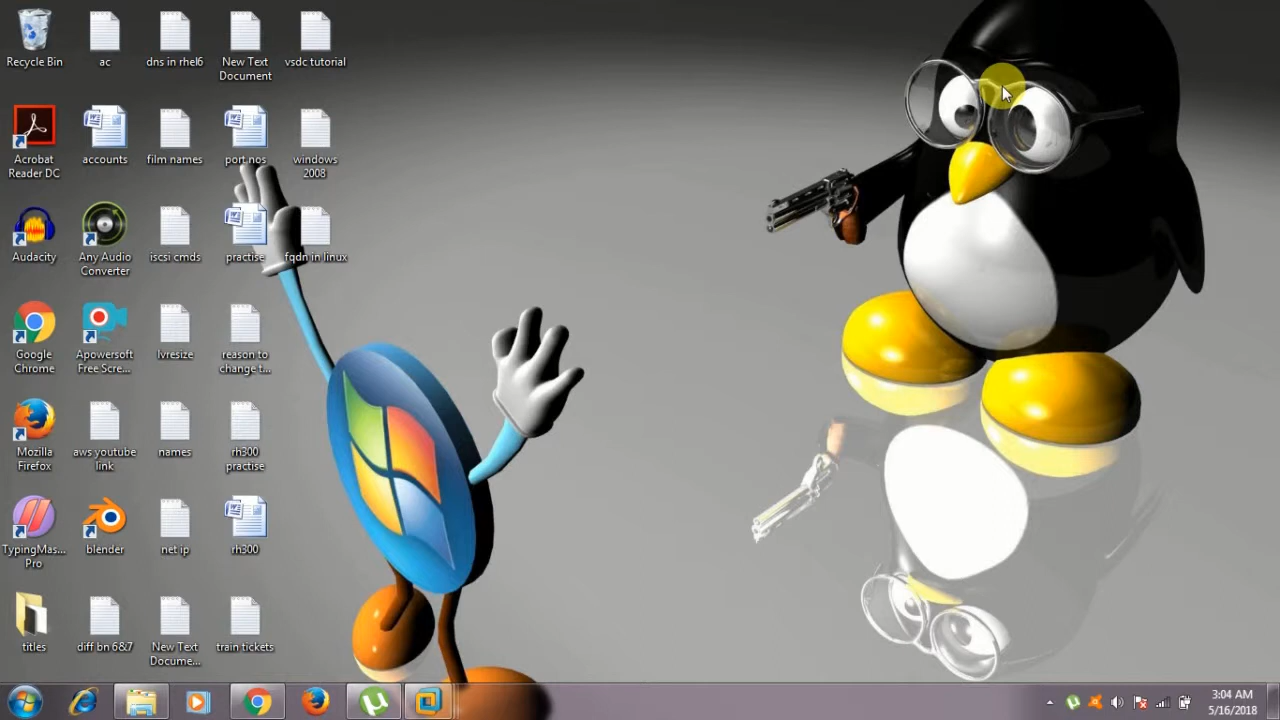 Recycle Bin
ac
dns in rhel6
New Text
Document
vsdc tutorial
Acrobat
Reader DC
accounts
film names
port nos
windows
2008
Audacity
Any Audio
Converter
iscsi cmds
practise
fqdn in linux
Google
Chrome
Apowersoft
Free Scre...
lvresize
reason to
change t...
Mozilla
Firefox
aws youtube
link
names
rh300
practise
TypingMas...
Pro
blender
net ip
rh300
titles
diff bn 6&7
New Text
Docume...
train tickets
3:04 AM
5/16/2018